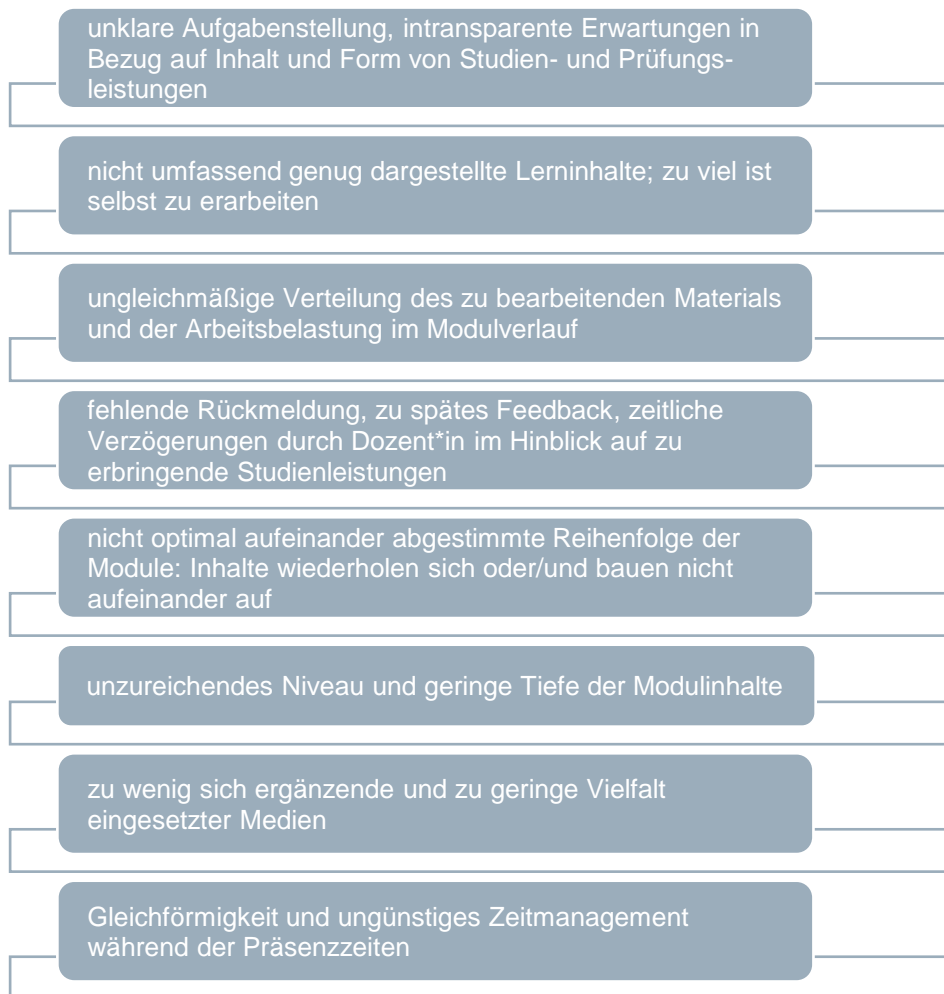 unklare Aufgabenstellung, intransparente Erwartungen in
Bezug auf Inhalt und Form von Studien- und Prüfungs-
leistungen
nicht umfassend genug dargestellte Lerninhalte; zu viel ist
selbst zu erarbeiten
ungleichmäßige Verteilung des zu bearbeitenden Materials
und der Arbeitsbelastung im Modulverlauf
fehlende Rückmeldung, zu spätes Feedback, zeitliche
Verzögerungen durch Dozent*in im Hinblick auf zu
erbringende Studienleistungen
nicht optimal aufeinander abgestimmte Reihenfolge der
Module: Inhalte wiederholen sich oder/und bauen nicht
aufeinander auf
unzureichendes Niveau und geringe Tiefe der Modulinhalte
zu wenig sich ergänzende und zu geringe Vielfalt
eingesetzter Medien
Gleichförmigkeit und ungünstiges Zeitmanagement
während der Präsenzzeiten